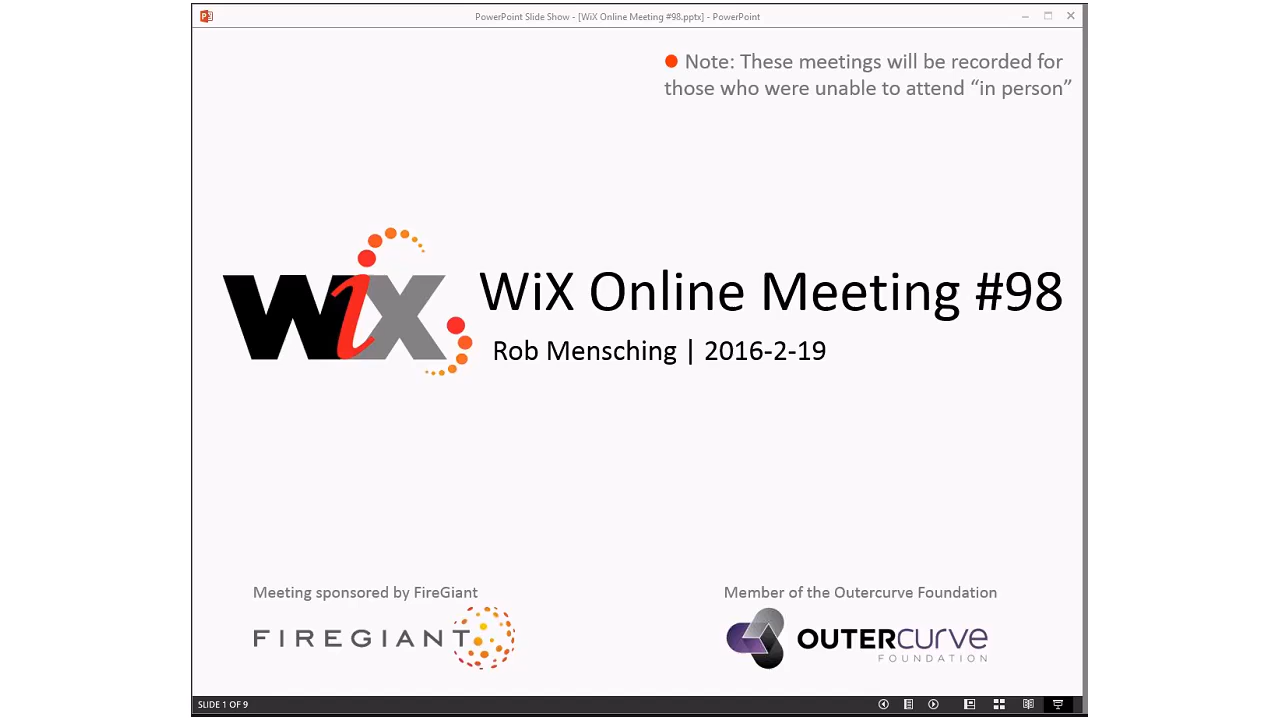 PowerPoint Slide Show - [WiX Online Meeting #98.pptx] - PowerPoint
Note: These meetings will be recorded for
those who were unable to attend “in person”
WiX
WiX Online Meeting #98
Rob Mensching | 2016-2-19
Meeting sponsored by FireGiant
FIREGIANT
Member of the Outercurve Foundation
OUTERCURVE
FOUNDATION
SLIDE 1 OF 9